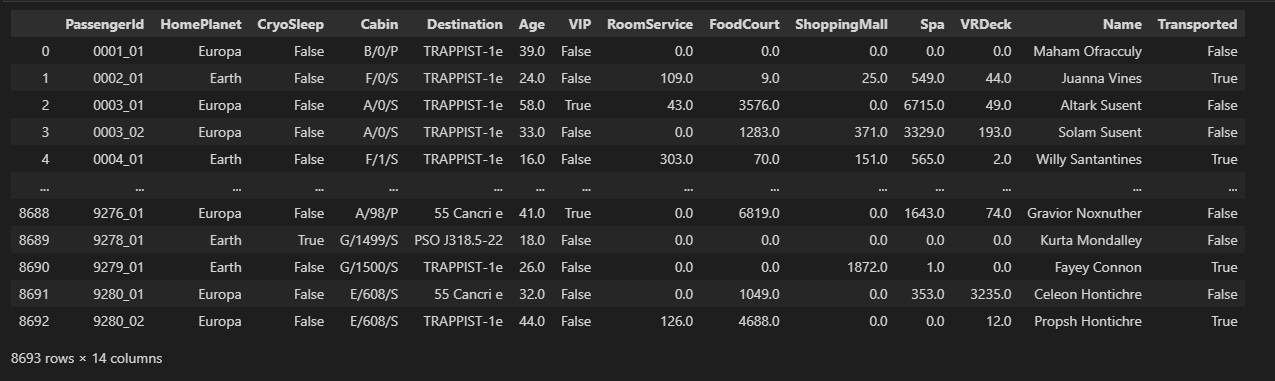 PassengerId HomePlanet CryoSleep Cabin Destination Age VIP RoomService FoodCourt ShoppingMall Spa VRDeck Name Transported
0 0001_01 Europa False B/0/P TRAPPIST-1e 39.0 False 0.0 0.0 0.0 0.0 0.0 Maham Ofracculy False
1 0002_01 Earth False F/0/S TRAPPIST-1e 24.0 False 109.0 9.0 25.0 549.0 44.0 Juanna Vines True
2 0003_01 Europa False A/0/S TRAPPIST-1e 58.0 True 43.0 3576.0 0.0 6715.0 49.0 Altark Susent False
3 0003_02 Europa False A/0/S TRAPPIST-1e 33.0 False 0.0 1283.0 371.0 3329.0 193.0 Solam Susent False
4 0004_01 Earth False F/1/S TRAPPIST-1e 16.0 False 303.0 70.0 151.0 565.0 2.0 Willy Santantines True
... ... ... ... ... ... ... ... ... ... ... ... ... ... ...
8688 9276_01 Europa False A/98/P 55 Cancri e 41.0 True 0.0 6819.0 0.0 1643.0 74.0 Gravior Noxnuther False
8689 9278_01 Earth True G/1499/S PSO J318.5-22 18.0 False 0.0 0.0 0.0 0.0 0.0 Kurta Mondalley False
8690 9279_01 Earth False G/1500/S TRAPPIST-1e 26.0 False 0.0 0.0 1872.0 1.0 0.0 Fayey Connon True
8691 9280_01 Europa False E/608/S 55 Cancri e 32.0 False 0.0 1049.0 0.0 353.0 3235.0 Celeon Hontichre False
8692 9280_02 Europa False E/608/S TRAPPIST-1e 44.0 False 126.0 4688.0 0.0 0.0 12.0 Propsh Hontichre True
8693 rows × 14 columns